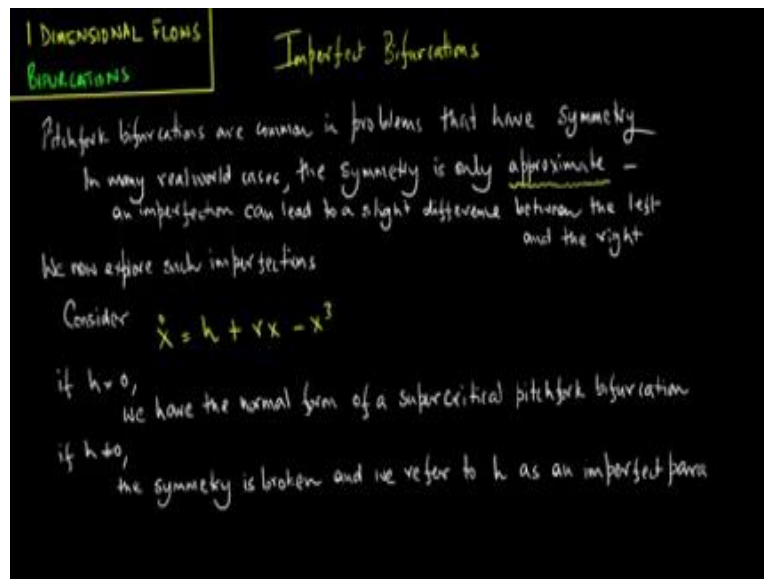 1 DIMENSIONAL FLOWS
BIFURCATIONS
Imperfect Bifurcations
Pitchfork bifurcations are common in problems that have symmetry
In many real world cases, the symmetry is only approximate –
an imperfection can lead to a slight difference between the left
and the right
We now explore such imperfections
Consider
ẋ = h + rx - x³
if h = 0,
we have the normal form of a supercritical pitchfork bifurcation
if h ≠ 0,
the symmetry is broken and we refer to h as an imperfect para